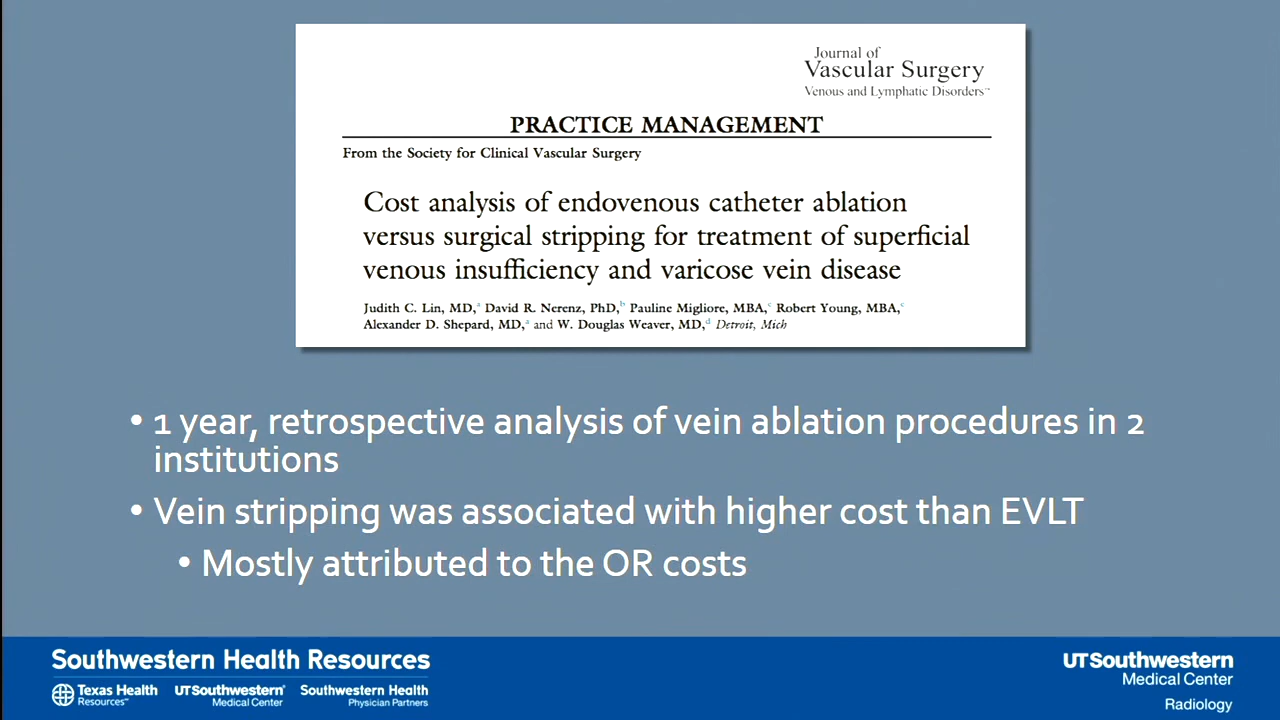 Journal of
Vascular Surgery
Venous and Lymphatic Disorders™
PRACTICE MANAGEMENT
From the Society for Clinical Vascular Surgery
Cost analysis of endovenous catheter ablation
versus surgical stripping for treatment of superficial
venous insufficiency and varicose vein disease
Judith C. Lin, MD,a David R. Nerenz, PhD,b Pauline Migliore, MBA,c Robert Young, MBA,c
Alexander D. Shepard, MD,a and W. Douglas Weaver, MD,d Detroit, Mich
• 1 year, retrospective analysis of vein ablation procedures in 2
institutions
• Vein stripping was associated with higher cost than EVLT
• Mostly attributed to the OR costs
Southwestern Health Resources
Texas Health
Resources
UTSouthwestern
Medical Center
Southwestern Health
Physician Partners
UTSouthwestern
Medical Center
Radiology